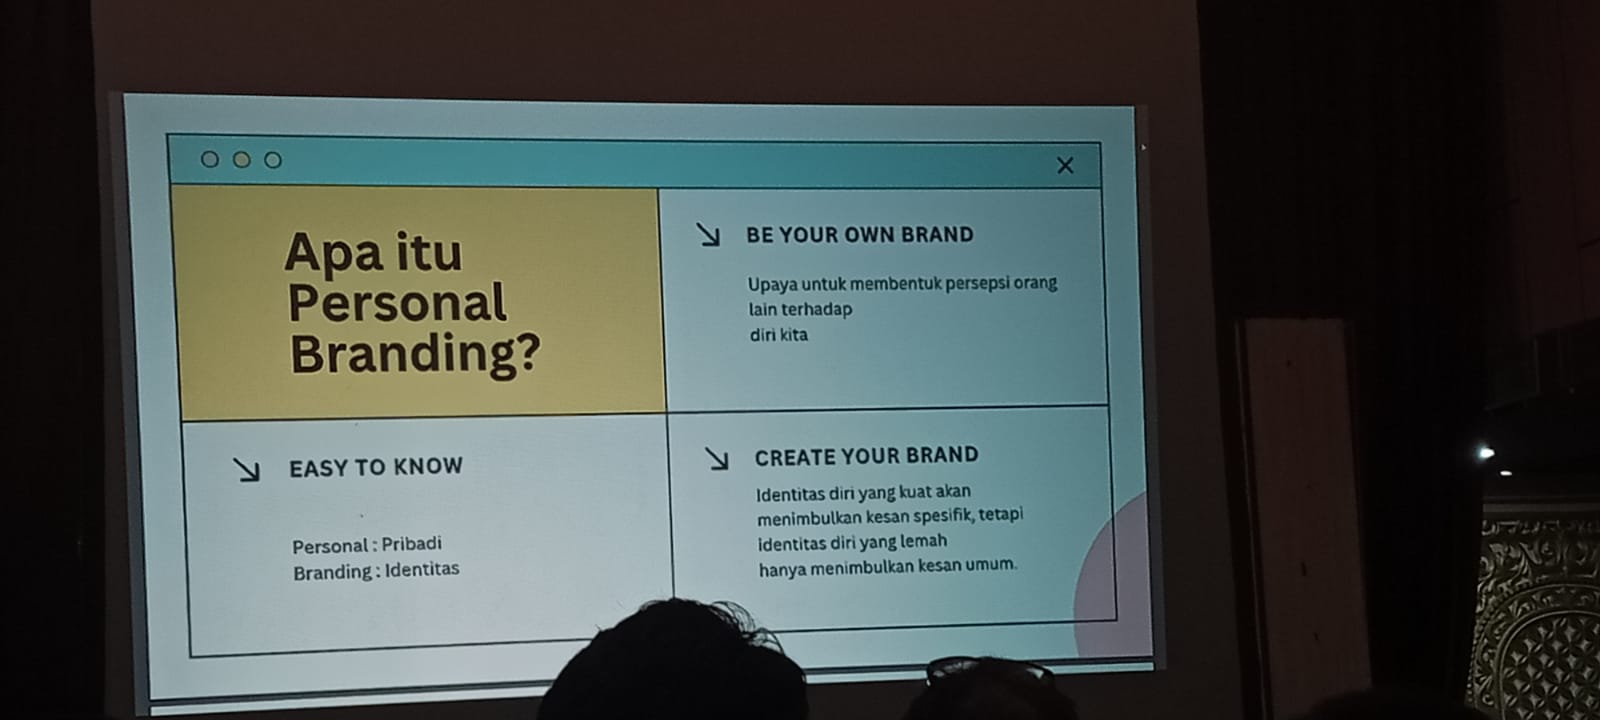 Apa itu
Personal
Branding?
BE YOUR OWN BRAND
Upaya untuk membentuk persepsi orang
lain terhadap
diri kita
EASY TO KNOW
Personal : Pribadi
Branding : Identitas
CREATE YOUR BRAND
Identitas diri yang kuat akan
menimbulkan kesan spesifik, tetapi
identitas diri yang lemah
hanya menimbulkan kesan umum.